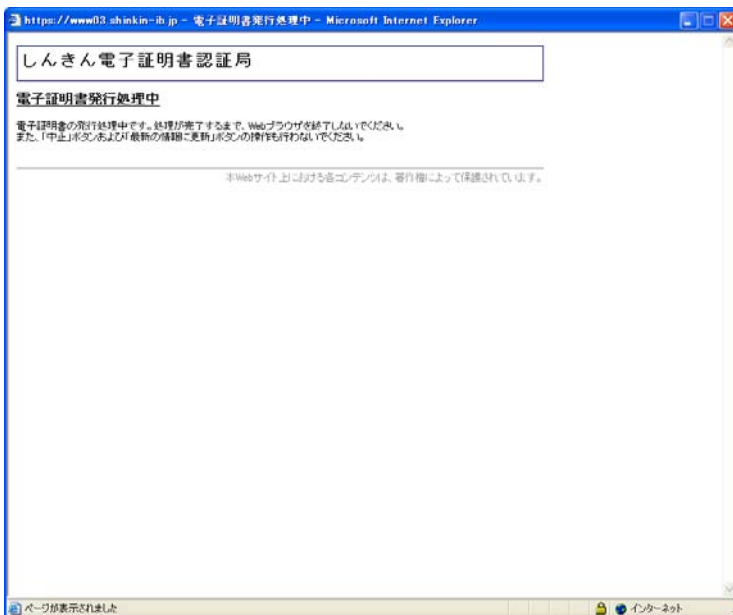 https://www03.shinkin-ib.jp - 電子証明書発行処理中 - Microsoft Internet Explorer
しんきん電子証明書認証局
電子証明書発行処理中
電子証明書の発行処理中です。処理が完了するまで、Webブラウザを終了しないでください。
また、「中止」ボタンおよび「最新の情報に更新」ボタンの操作も行わないでください。
本Webサイト上における各コンテンツは、著作権によって保護されています。
ページが表示されました
インターネット